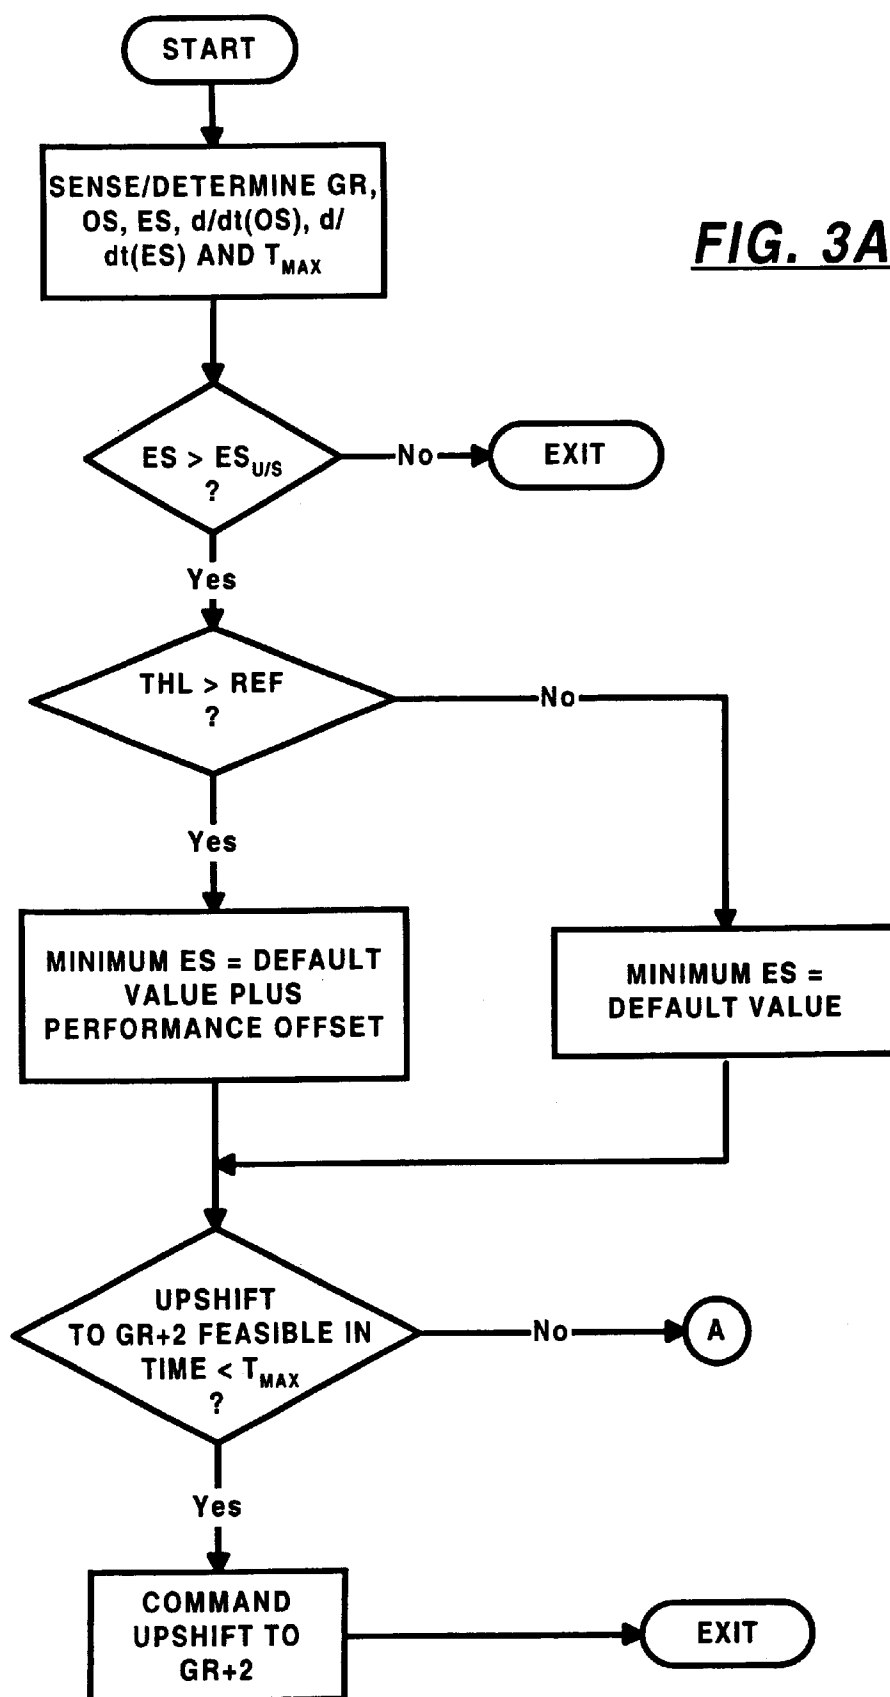 START
SENSE/DETERMINE GR,
OS, ES, d/dt(OS), d/
dt(ES) AND TMAX
FIG. 3A
ES > ESU/S
?
No
EXIT
Yes
THL > REF
?
No
Yes
MINIMUM ES = DEFAULT
VALUE PLUS
PERFORMANCE OFFSET
MINIMUM ES =
DEFAULT VALUE
UPSHIFT
TO GR+2 FEASIBLE IN
TIME < TMAX
?
No
A
Yes
COMMAND
UPSHIFT TO
GR+2
EXIT